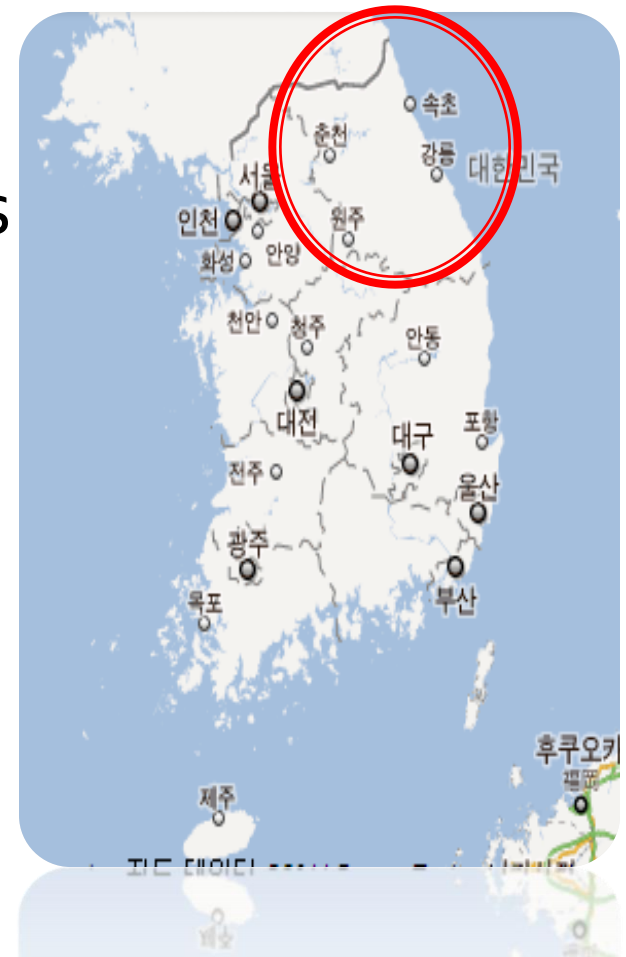 속초
춘천
강릉
대한민국
서울
S
인천
원주
안양
화성
천안
청주
안동
대전
포항
대구
전주
울산
광주
부산
목포
후쿠오카
福岡
제주